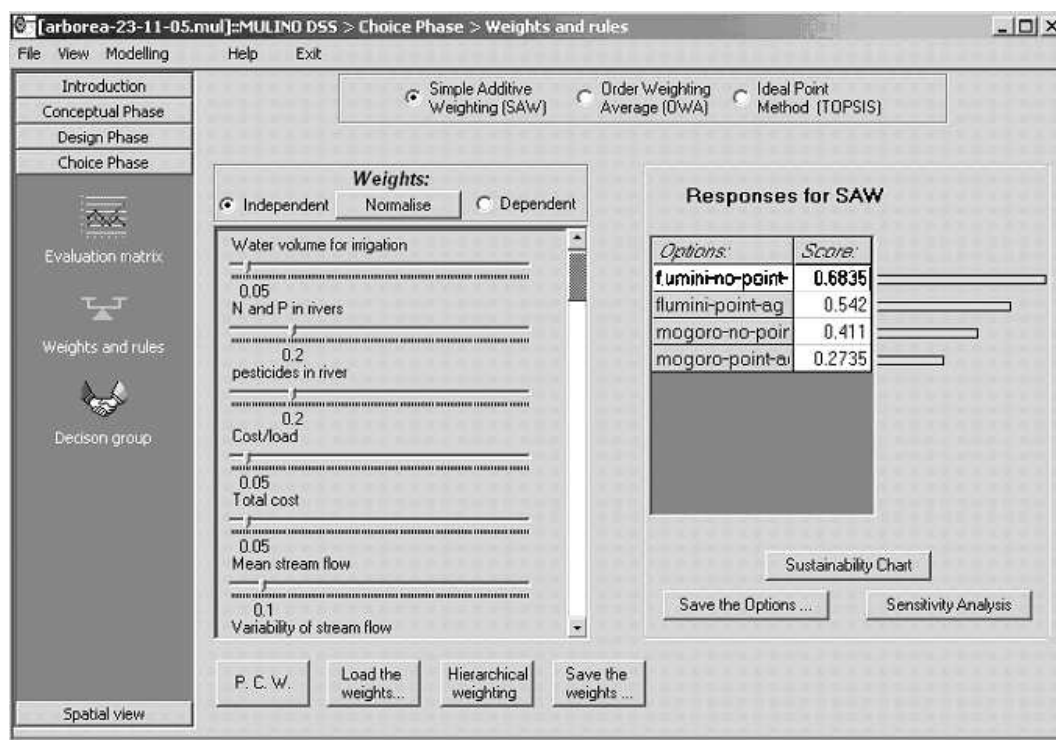 [arborea-23-11-05.mul]::MULINO DSS > Choice Phase > Weights and rules
File View Modelling Help Exit
Introduction
Conceptual Phase
Design Phase
Choice Phase
Evaluation matrix
Weights and rules
Decison group
Spatial view
Simple Additive
Weighting (SAW)
Order Weighting
Average (OWA)
Ideal Point
Method (TOPSIS)
Weights:
Independent
Normalise
Dependent
Water volume for irrigation
0.05
N and P in rivers
0.2
pesticides in river
0.2
Cost/load
0.05
Total cost
0.05
Mean stream flow
0.1
Variability of stream flow
P. C. W.
Load the
weights...
Hierarchical
weighting
Save the
weights ...
Responses for SAW
Options: Score:
flumini-no-point- 0.6835
flumini-point-ag 0.542
mogoro-no-poir 0.411
mogoro-point-a 0.2735
Sustainability Chart
Save the Options ...
Sensitivity Analysis